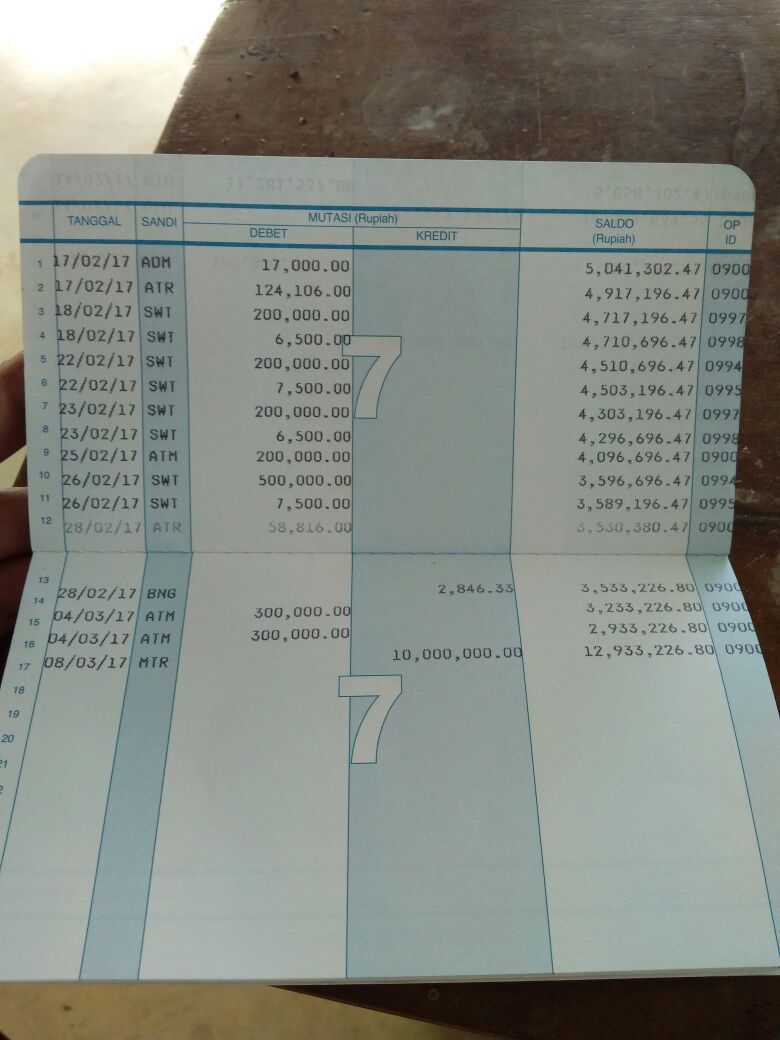 TANGGAL SANDI MUTASI (Rupiah) SALDO (Rupiah) OP ID
DEBET KREDIT
1 17/02/17 ADM 17,000.00 5,041,302.47 0900
2 17/02/17 ATR 124,106.00 4,917,196.47 0900
3 18/02/17 SWT 200,000.00 4,717,196.47 0997
4 18/02/17 SWT 6,500.00 4,710,696.47 0998
5 22/02/17 SWT 200,000.00 4,510,696.47 0994
6 22/02/17 SWT 7,500.00 4,503,196.47 0995
7 23/02/17 SWT 200,000.00 4,303,196.47 0997
8 23/02/17 SWT 6,500.00 4,296,696.47 0998
9 25/02/17 ATM 200,000.00 4,096,696.47 0900
10 26/02/17 SWT 500,000.00 3,596,696.47 0994
11 26/02/17 SWT 7,500.00 3,589,196.47 0995
12 28/02/17 ATR 58,816.00 3,530,380.47 0900
7
13 28/02/17 BNG 2,846.33 3,533,226.80 0900
14 04/03/17 ATM 300,000.00 3,233,226.80 0900
15 04/03/17 ATM 300,000.00 2,933,226.80 0900
16 08/03/17 MTR 10,000,000.00 12,933,226.80 0900
17
18
19
20
21
7